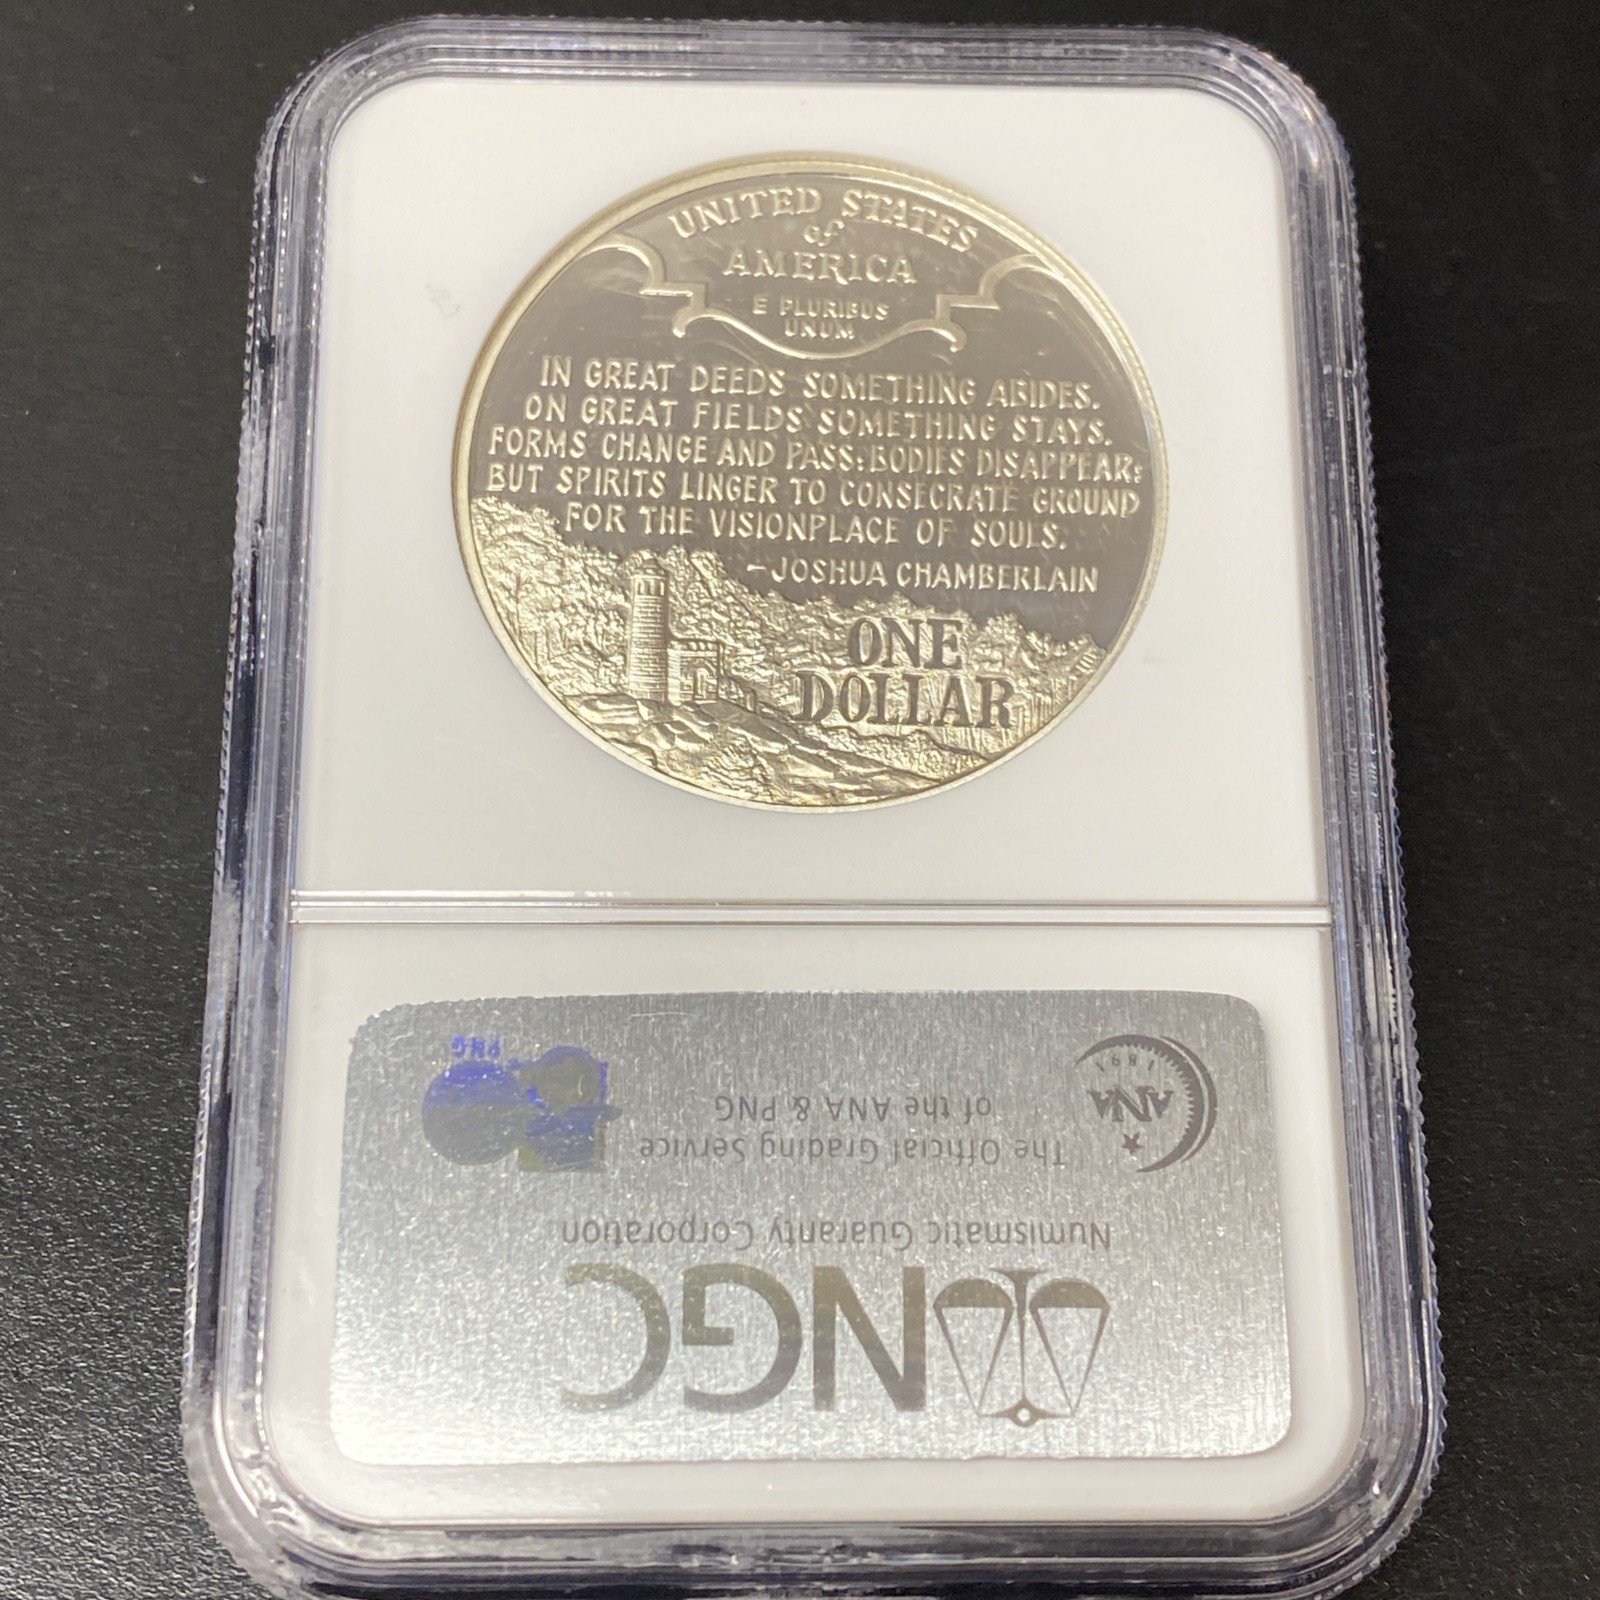 UNITED STATES
of
AMERICA
E PLURIBUS
UNUM
IN GREAT DEEDS SOMETHING ABIDES.
ON GREAT FIELDS SOMETHING STAYS.
FORMS CHANGE AND PASS; BODIES DISAPPEAR;
BUT SPIRITS LINGER TO CONSECRATE GROUND
FOR THE VISIONPLACE OF SOULS.
-JOSHUA CHAMBERLAIN
ONE
DOLLAR
NGC
Numismatic Guaranty Corporation
The Official Grading Service
of the ANA & PNG
ANA
1891
PNG